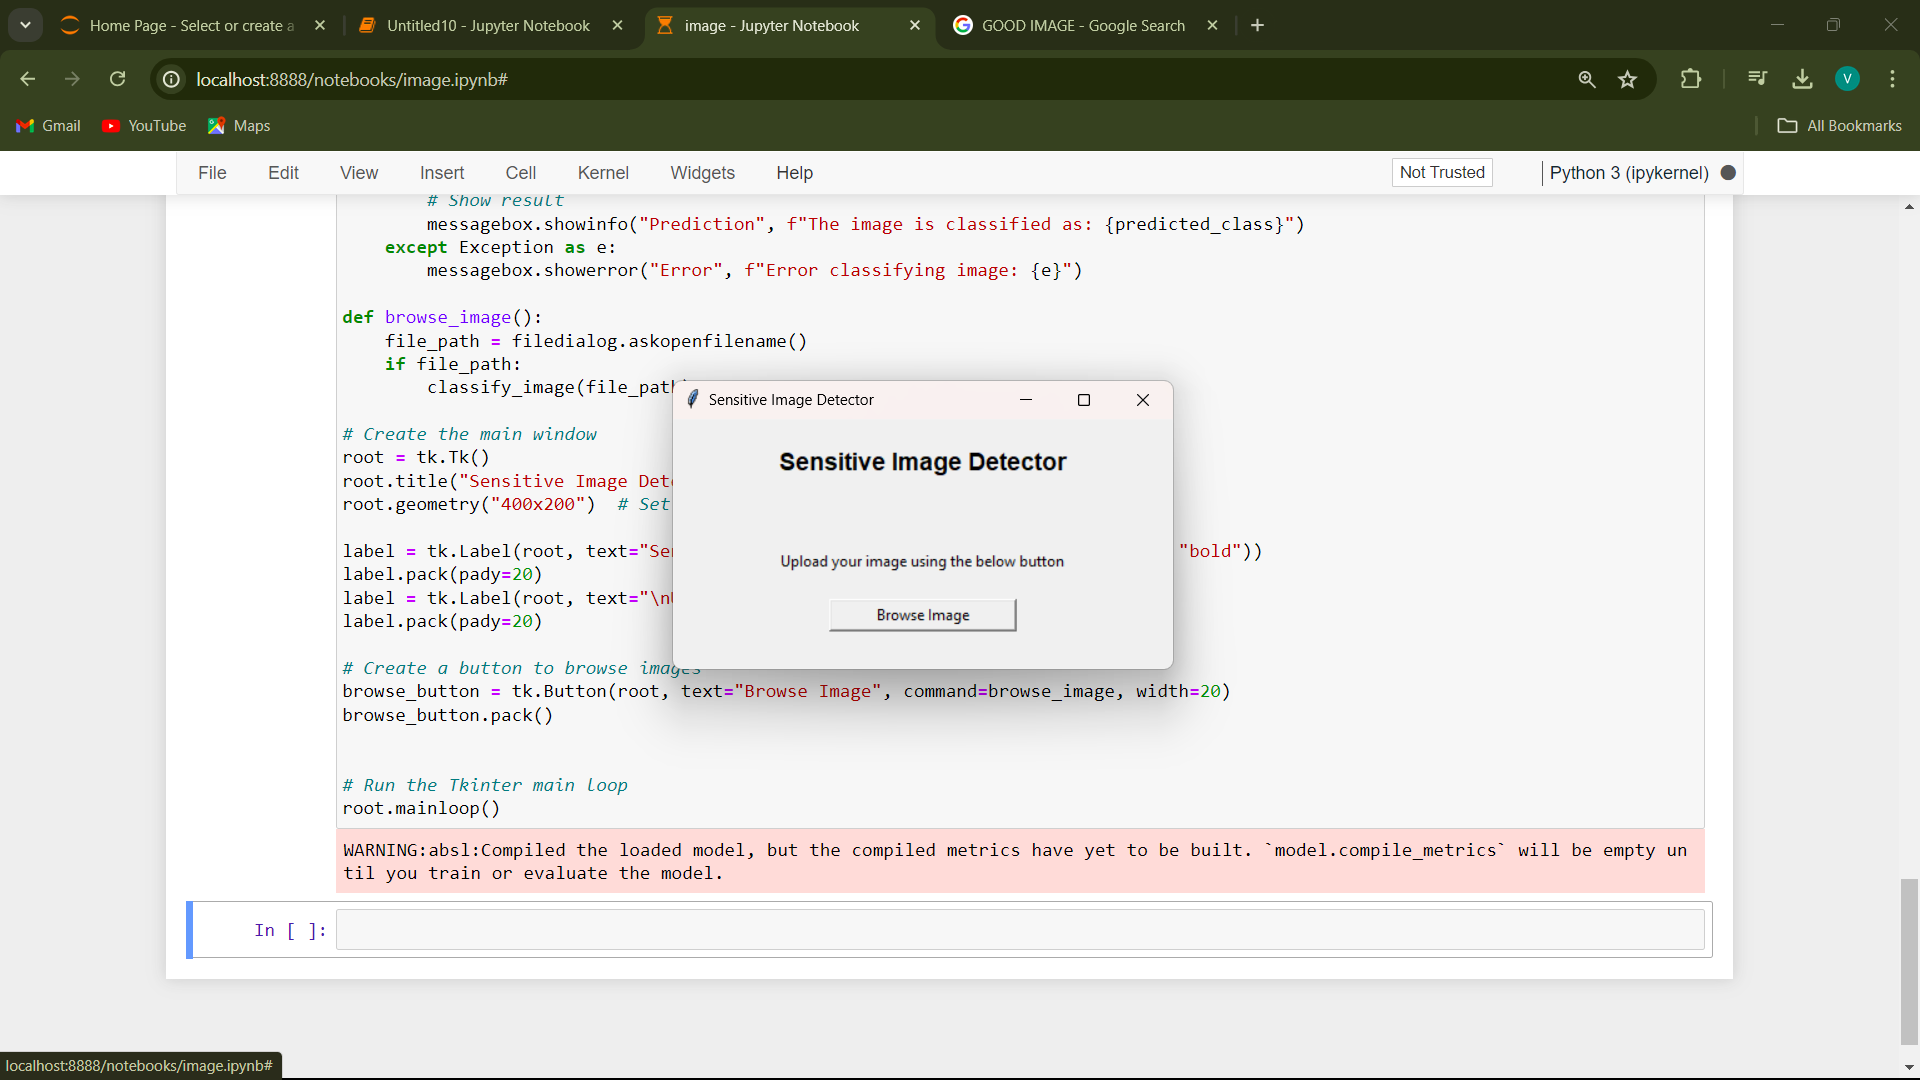 Home Page - Select or create a
Untitled10 - Jupyter Notebook
image - Jupyter Notebook
GOOD IMAGE - Google Search
localhost:8888/notebooks/image.ipynb#
V
Gmail
YouTube
Maps
All Bookmarks
File
Edit
View
Insert
Cell
Kernel
Widgets
Help
Not Trusted
Python 3 (ipykernel)
# Show result
messagebox.showinfo("Prediction", f"The image is classified as: {predicted_class}")
except Exception as e:
messagebox.showerror("Error", f"Error classifying image: {e}")
def browse_image():
file_path = filedialog.askopenfilename()
if file_path:
classify_image(file_path
# Create the main window
root = tk.Tk()
root.title("Sensitive Image Det
root.geometry("400x200")  # Set
label = tk.Label(root, text="Se "bold"))
label.pack(pady=20)
label = tk.Label(root, text="\n
label.pack(pady=20)
# Create a button to browse images
browse_button = tk.Button(root, text="Browse Image", command=browse_image, width=20)
browse_button.pack()
# Run the Tkinter main loop
root.mainloop()
Sensitive Image Detector
Sensitive Image Detector
Upload your image using the below button
Browse Image
WARNING:absl:Compiled the loaded model, but the compiled metrics have yet to be built. `model.compile_metrics` will be empty un
til you train or evaluate the model.
In [ ]:
localhost:8888/notebooks/image.ipynb#